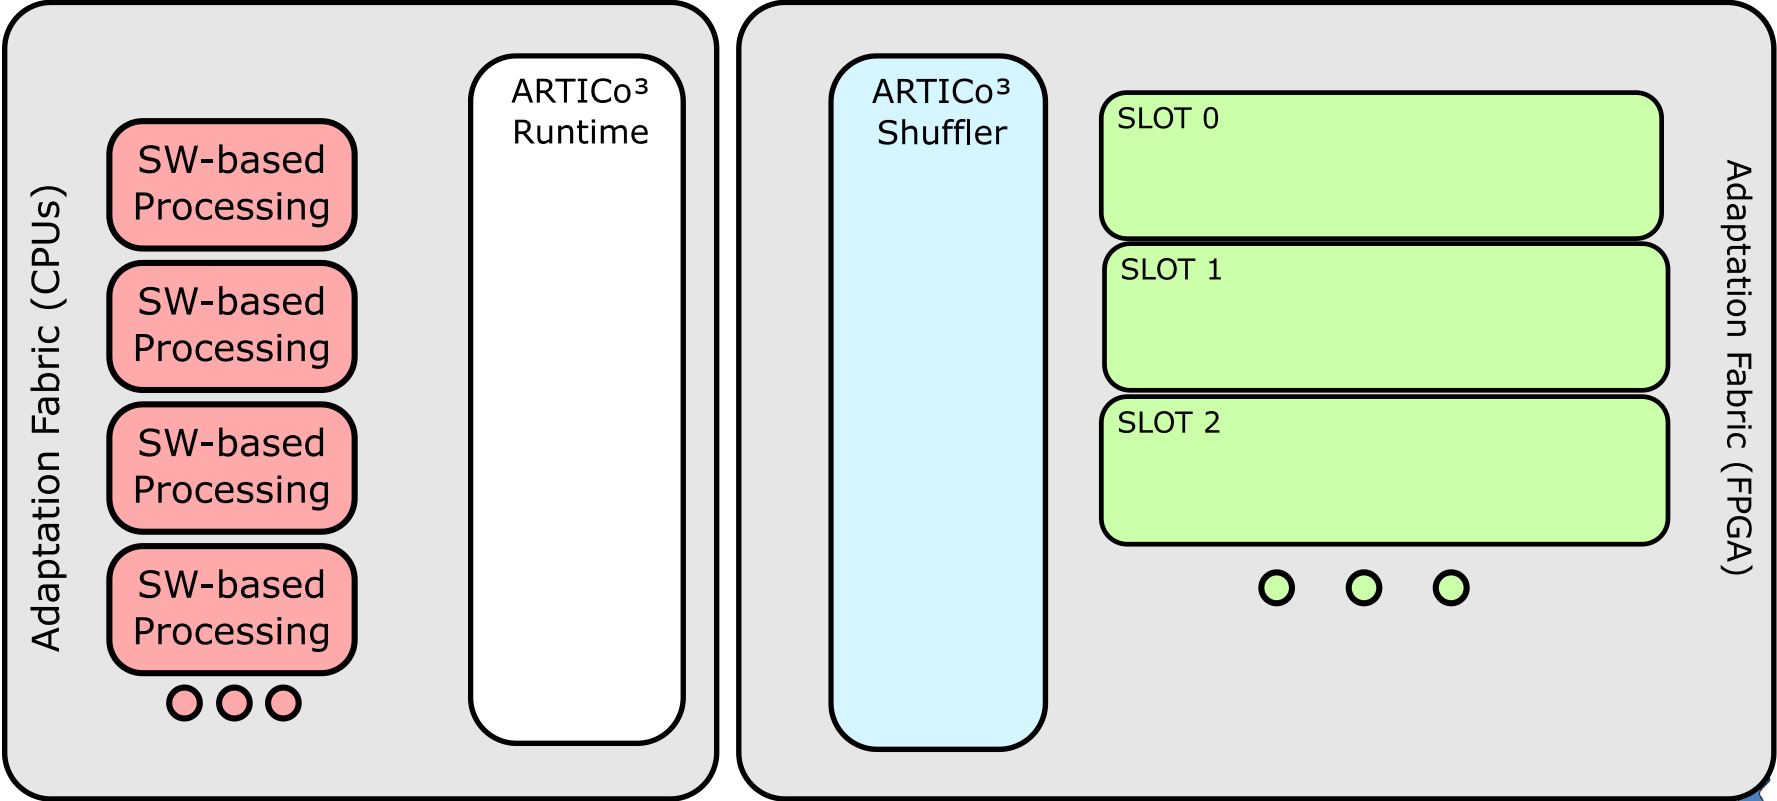 Adaptation Fabric (CPUs)
SW-based
Processing
SW-based
Processing
SW-based
Processing
SW-based
Processing
ARTICo³
Runtime
ARTICo³
Shuffler
SLOT 0
SLOT 1
SLOT 2
Adaptation Fabric (FPGA)